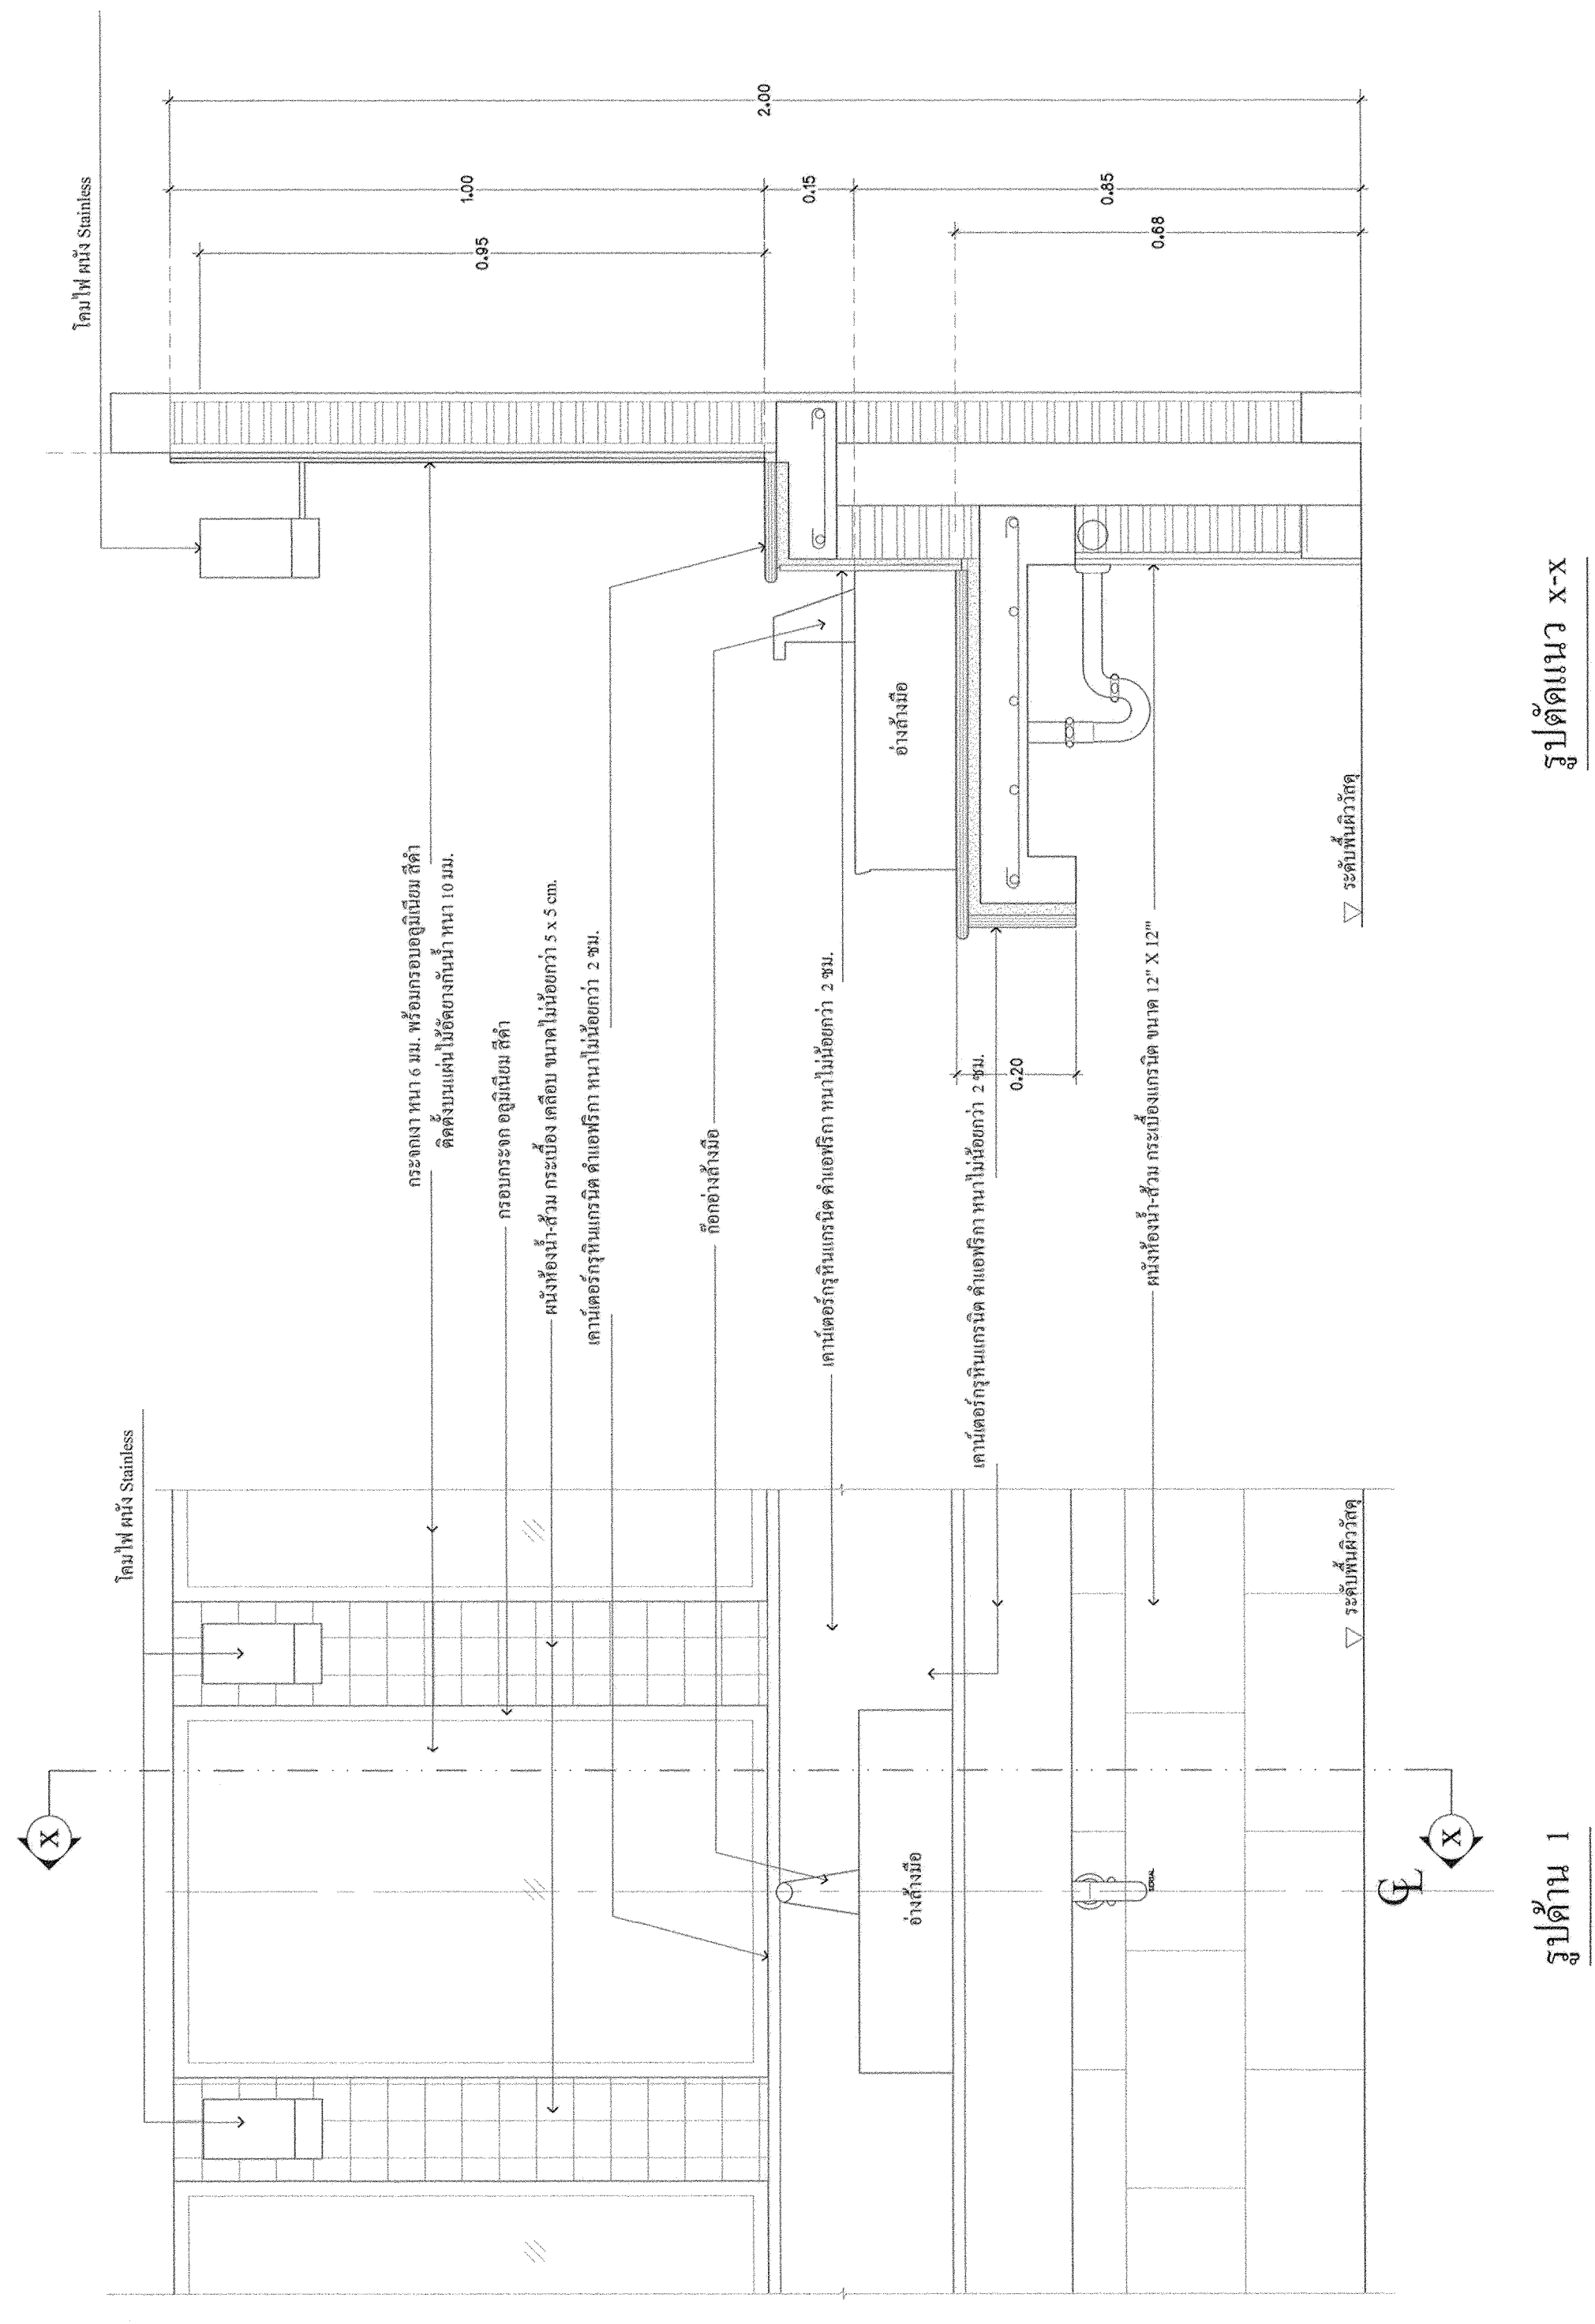 โคมไฟ ผนัง Stainless
กระจกเงา หนา 6 มม. พร้อมกรอบอลูมิเนียม สีดำ
ติดตั้งบนแผ่นไม้อัดยางกันน้ำ หนา 10 มม.
กรอบกระจก อลูมิเนียม สีดำ
ผนังห้องน้ำ-ส้วม กระเบื้อง เคลือบ ขนาดไม่น้อยกว่า 5 x 5 cm.
เคาน์เตอร์กรุหินแกรนิต ดำแอฟริกา หนาไม่น้อยกว่า 2 ซม.
ก๊อกอ่างล้างมือ
เคาน์เตอร์กรุหินแกรนิต ดำแอฟริกา หนาไม่น้อยกว่า 2 ซม.
เคาน์เตอร์กรุหินแกรนิต ดำแอฟริกา หนาไม่น้อยกว่า 2 ซม.
ผนังห้องน้ำ-ส้วม กระเบื้องแกรนิต ขนาด 12" X 12"
X
อ่างล้างมือ
SERIAL
ระดับพื้นผิววัสดุ
X
CL
รูปด้าน 1
โคมไฟ ผนัง Stainless
2.00
1.00
0.15
0.85
0.95
0.68
อ่างล้างมือ
0.20
ระดับพื้นผิววัสดุ
รูปตัดแนว x-x